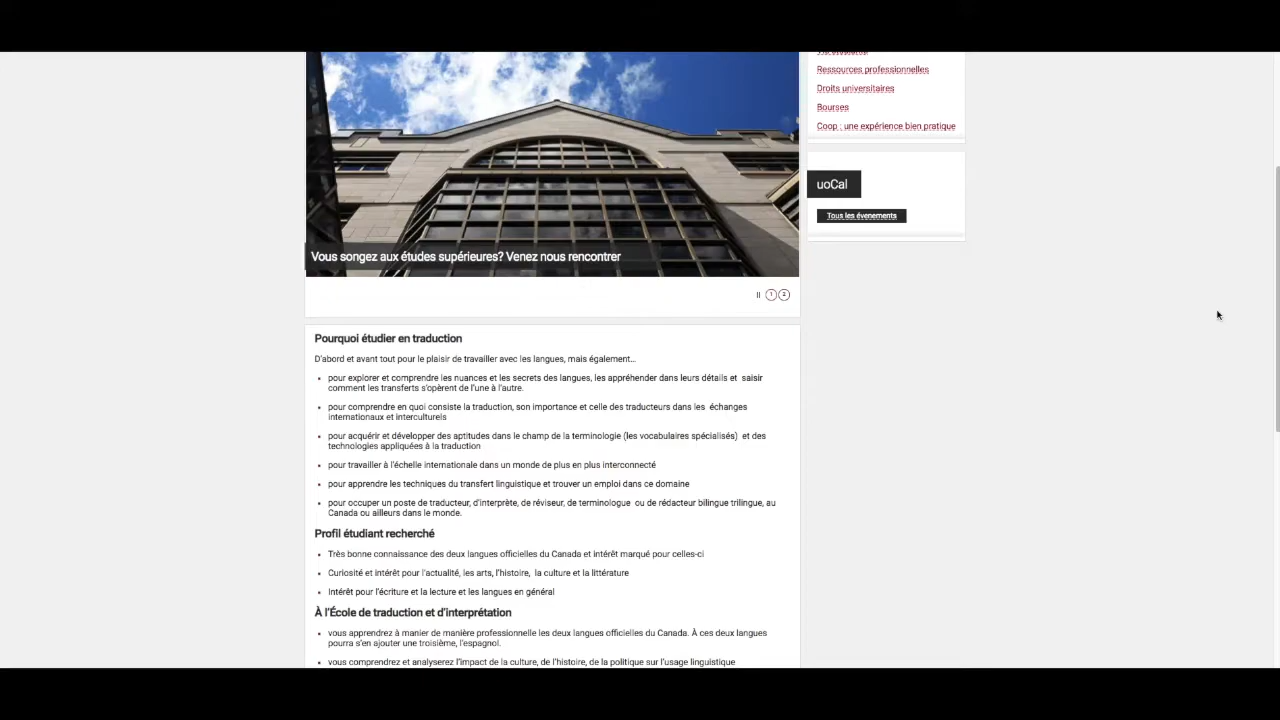 Ressources professionnelles
Droits universitaires
Bourses
Coop : une expérience bien pratique
uoCal
Tous les évenements
Vous songez aux études supérieures? Venez nous rencontrer
1 2
Pourquoi étudier en traduction
D'abord et avant tout pour le plaisir de travailler avec les langues, mais également...
pour explorer et comprendre les nuances et les secrets des langues, les appréhender dans leurs détails et saisir
comment les transferts s'opèrent de l'une à l'autre.
pour comprendre en quoi consiste la traduction, son importance et celle des traducteurs dans les échanges
internationaux et interculturels
pour acquérir et développer des aptitudes dans le champ de la terminologie (les vocabulaires spécialisés) et des
technologies appliquées à la traduction
pour travailler à l'échelle internationale dans un monde de plus en plus interconnecté
pour apprendre les techniques du transfert linguistique et trouver un emploi dans ce domaine
pour occuper un poste de traducteur, d'interprète, de réviseur, de terminologue ou de rédacteur bilingue trilingue, au
Canada ou ailleurs dans le monde.
Profil étudiant recherché
Très bonne connaissance des deux langues officielles du Canada et intérêt marqué pour celles-ci
Curiosité et intérêt pour l'actualité, les arts, l'histoire, la culture et la littérature
Intérêt pour l'écriture et la lecture et les langues en général
À l'École de traduction et d'interprétation
vous apprendrez à manier de manière professionnelle les deux langues officielles du Canada. À ces deux langues
pourra s'en ajouter une troisième, l'espagnol.
vous comprendrez et analyserez l'impact de la culture, de l'histoire, de la politique sur l'usage linguistique